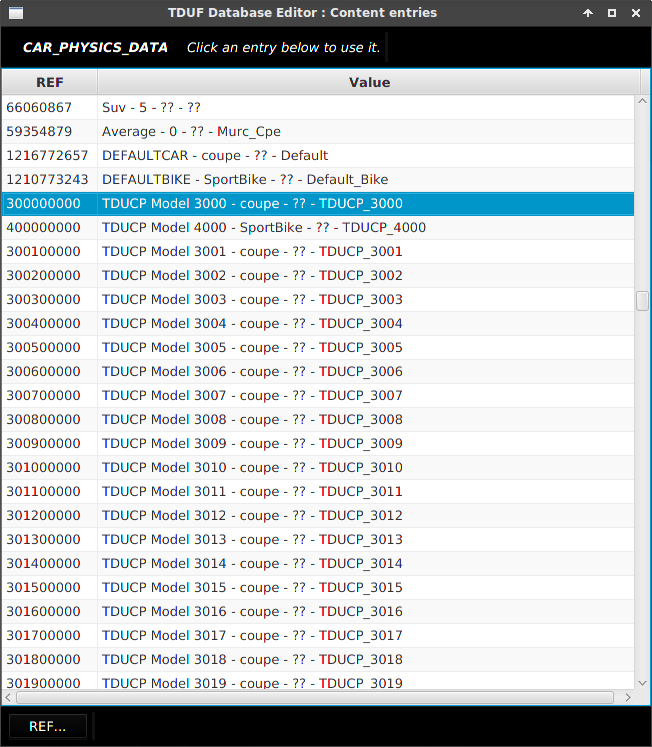 TDUF Database Editor : Content entries
CAR_PHYSICS_DATA Click an entry below to use it.
REF Value
66060867 Suv - 5 - ?? - ??
59354879 Average - 0 - ?? - Murc_Cpe
1216772657 DEFAULTCAR - coupe - ?? - Default
1210773243 DEFAULTBIKE - SportBike - ?? - Default_Bike
300000000 TDUCP Model 3000 - coupe - ?? - TDUCP_3000
400000000 TDUCP Model 4000 - SportBike - ?? - TDUCP_4000
300100000 TDUCP Model 3001 - coupe - ?? - TDUCP_3001
300200000 TDUCP Model 3002 - coupe - ?? - TDUCP_3002
300300000 TDUCP Model 3003 - coupe - ?? - TDUCP_3003
300400000 TDUCP Model 3004 - coupe - ?? - TDUCP_3004
300500000 TDUCP Model 3005 - coupe - ?? - TDUCP_3005
300600000 TDUCP Model 3006 - coupe - ?? - TDUCP_3006
300700000 TDUCP Model 3007 - coupe - ?? - TDUCP_3007
300800000 TDUCP Model 3008 - coupe - ?? - TDUCP_3008
300900000 TDUCP Model 3009 - coupe - ?? - TDUCP_3009
301000000 TDUCP Model 3010 - coupe - ?? - TDUCP_3010
301100000 TDUCP Model 3011 - coupe - ?? - TDUCP_3011
301200000 TDUCP Model 3012 - coupe - ?? - TDUCP_3012
301300000 TDUCP Model 3013 - coupe - ?? - TDUCP_3013
301400000 TDUCP Model 3014 - coupe - ?? - TDUCP_3014
301500000 TDUCP Model 3015 - coupe - ?? - TDUCP_3015
301600000 TDUCP Model 3016 - coupe - ?? - TDUCP_3016
301700000 TDUCP Model 3017 - coupe - ?? - TDUCP_3017
301800000 TDUCP Model 3018 - coupe - ?? - TDUCP_3018
301900000 TDUCP Model 3019 - coupe - ?? - TDUCP_3019
REF...